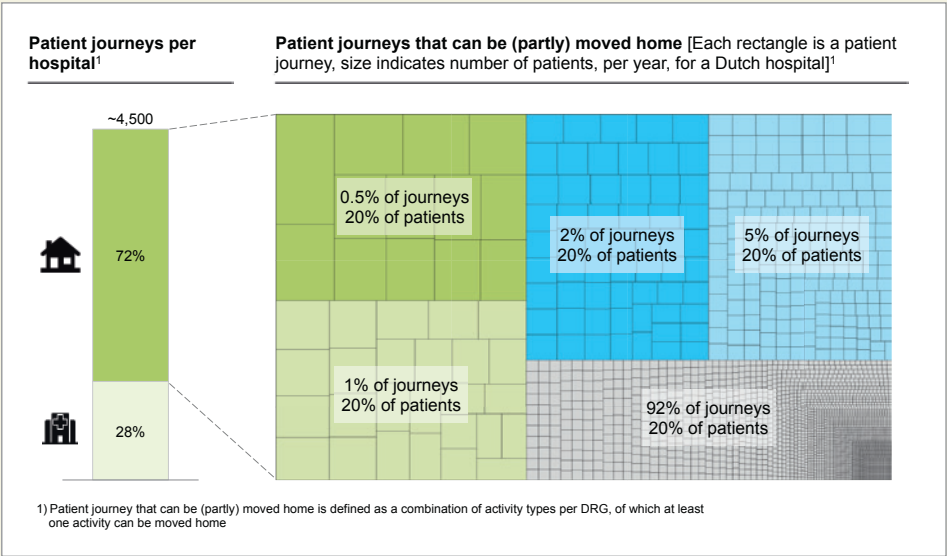 Patient journeys per
hospital¹
Patient journeys that can be (partly) moved home [Each rectangle is a patient
journey, size indicates number of patients, per year, for a Dutch hospital]¹
~4,500
72%
28%
0.5% of journeys
20% of patients
2% of journeys
20% of patients
5% of journeys
20% of patients
1% of journeys
20% of patients
92% of journeys
20% of patients
1) Patient journey that can be (partly) moved home is defined as a combination of activity types per DRG, of which at least
one activity can be moved home